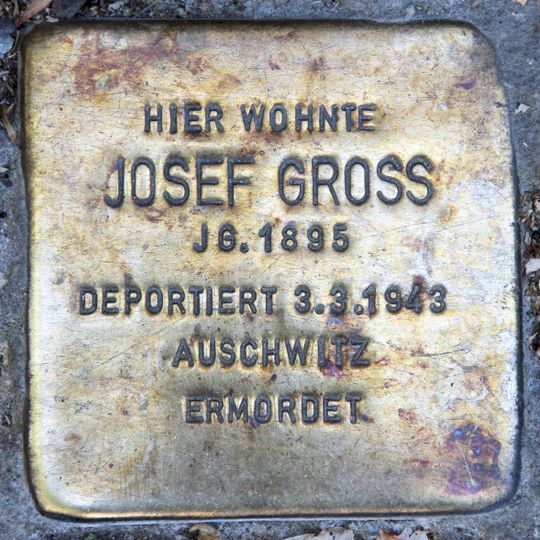 HIER WOHNTE
JOSEF GROSS
JG. 1895
DEPORTIERT 3.3.1943
AUSCHWITZ
ERMORDET